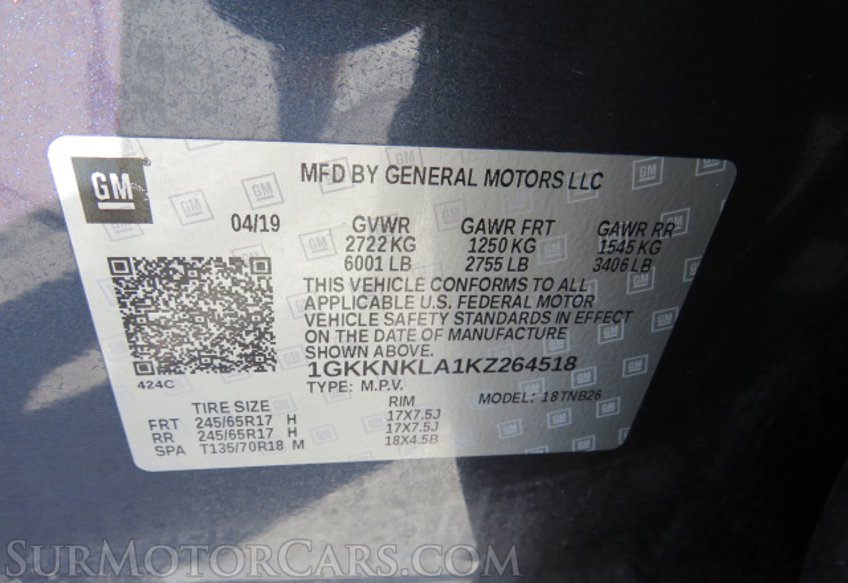 GM
MFD BY GENERAL MOTORS LLC
04/19 GVWR GAWR FRT GAWR RR
2722 KG 1250 KG 1545 KG
6001 LB 2755 LB 3406 LB
THIS VEHICLE CONFORMS TO ALL
APPLICABLE U.S. FEDERAL MOTOR
VEHICLE SAFETY STANDARDS IN EFFECT
ON THE DATE OF MANUFACTURE
SHOWN ABOVE.
424C
1GKKNKLA1KZ264518
TYPE: M.P.V. MODEL: 18TNB26
TIRE SIZE RIM
FRT 245/65R17 H 17X7.5J
RR 245/65R17 H 17X7.5J
SPA T135/70R18 M 18X4.5B
SURMOTORCARS.COM